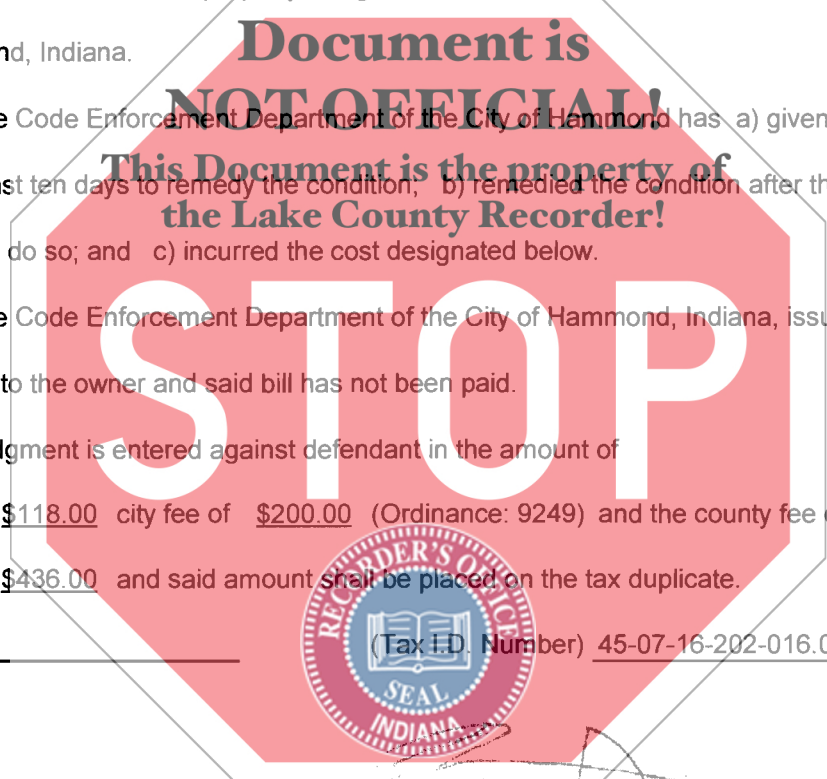 Document is
nd, Indiana.
NOT OFFICIAL!
e Code Enforcement Department of the City of Hammond has a) given
This Document is the property of
st ten days to remedy the condition; b) remedied the condition after th
the Lake County Recorder!
do so; and c) incurred the cost designated below.
STOP
e Code Enforcement Department of the City of Hammond, Indiana, issu
to the owner and said bill has not been paid.
lgment is entered against defendant in the amount of
$118.00 city fee of $200.00 (Ordinance: 9249) and the county fee
$436.00 and said amount shall be placed on the tax duplicate.
RECORDER'S OFFICE
(Tax I.D. Number) 45-07-16-202-016.0
SEAL
INDIANA